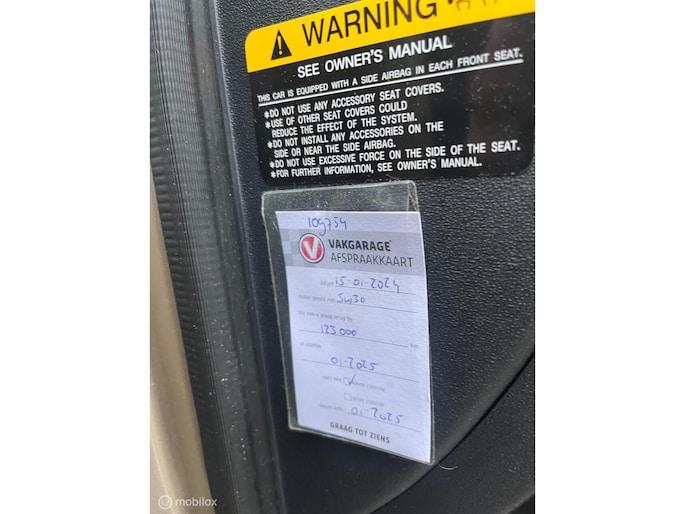 WARNING
SEE OWNER'S MANUAL
THIS CAR IS EQUIPPED WITH A SIDE AIRBAG IN EACH FRONT SEAT.
*DO NOT USE ANY ACCESSORY SEAT COVERS.
*USE OF OTHER SEAT COVERS COULD
REDUCE THE EFFECT OF THE SYSTEM.
*DO NOT INSTALL ANY ACCESSORIES ON THE
SIDE OR NEAR THE SIDE AIRBAG.
*DO NOT USE EXCESSIVE FORCE ON THE SIDE OF THE SEAT.
*FOR FURTHER INFORMATION, SEE OWNER'S MANUAL.
109754
V VAKGARAGE
AFSPRAAKKAART
datum 15-01-2024
5W30
123000 km
01-2025
01-2025
GRAAG TOT ZIENS
mobilox